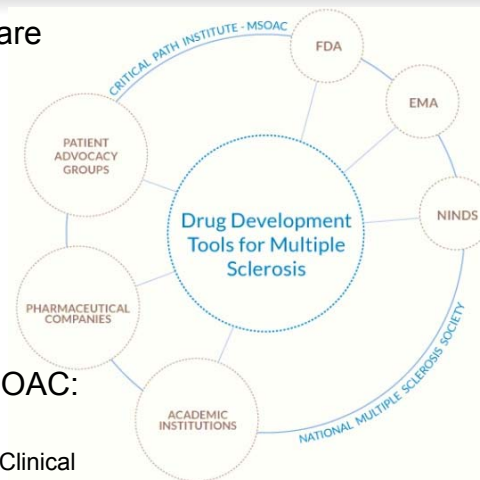 are
CRITICAL PATH INSTITUTE - MSOAC
FDA
EMA
PATIENT
ADVOCACY
GROUPS
NINDS
Drug Development
Tools for Multiple
Sclerosis
PHARMACEUTICAL
COMPANIES
OAC:
ACADEMIC
INSTITUTIONS
NATIONAL MULTIPLE SCLEROSIS SOCIETY
Clinical